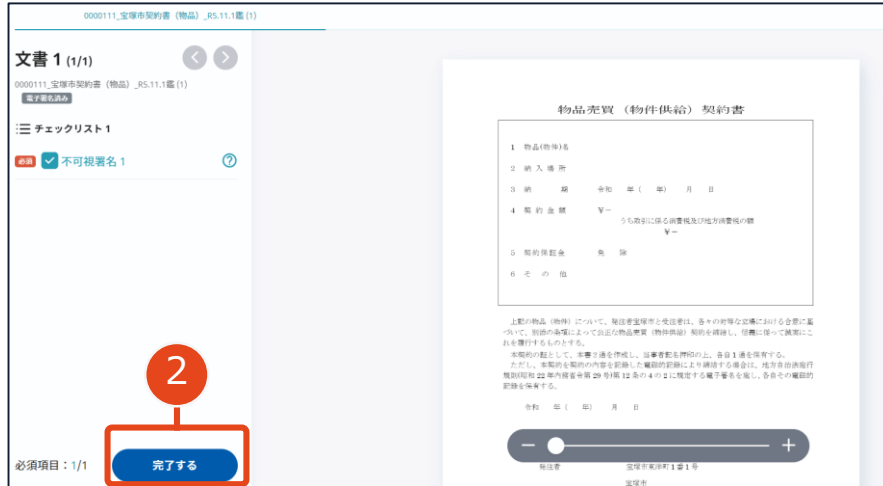 0000111_宝塚市契約書（物品）_R5.11.1鑑 (1)
文書 1 (1/1)
0000111_宝塚市契約書（物品）_R5.11.1鑑 (1)
電子署名済み
チェックリスト 1
必須 不可視署名 1
2
必須項目：1/1 完了する
物品売買（物件供給）契約書
1 物品(物件)名
2 納入場所
3 納 期 令和 年（ 年） 月 日
4 契約金額 ￥－
うち取引に係る消費税及び地方消費税の額
￥－
5 契約保証金 免 除
6 その他
上記の物品（物件）について、発注者宝塚市と受注者は、各々の対等な立場における合意に基
づいて、別添の条項によって公正な物品売買（物件供給）契約を締結し、信義に従って誠実にこ
れを履行するものとする。
本契約の証として、本書２通を作成し、当事者記名押印の上、各自１通を保有する。
ただし、本契約を契約の内容を記録した電磁的記録により締結する場合は、地方自治法施行
規則(昭和 22 年内務省令第 29 号)第 12 条の４の２に規定する電子署名を施し、各自その電磁的
記録を保有する。
令和 年（ 年） 月 日
発注者 宝塚市東洋町１番１号
宝塚市